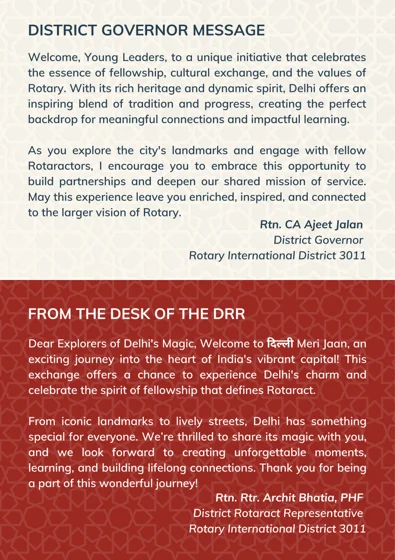 DISTRICT GOVERNOR MESSAGE
Welcome, Young Leaders, to a unique initiative that celebrates
the essence of fellowship, cultural exchange, and the values of
Rotary. With its rich heritage and dynamic spirit, Delhi offers an
inspiring blend of tradition and progress, creating the perfect
backdrop for meaningful connections and impactful learning.
As you explore the city's landmarks and engage with fellow
Rotaractors, I encourage you to embrace this opportunity to
build partnerships and deepen our shared mission of service.
May this experience leave you enriched, inspired, and connected
to the larger vision of Rotary.
Rtn. CA Ajeet Jalan
District Governor
Rotary International District 3011
FROM THE DESK OF THE DRR
Dear Explorers of Delhi's Magic, Welcome to दिल्ली Meri Jaan, an
exciting journey into the heart of India's vibrant capital! This
exchange offers a chance to experience Delhi's charm and
celebrate the spirit of fellowship that defines Rotaract.
From iconic landmarks to lively streets, Delhi has something
special for everyone. We're thrilled to share its magic with you,
and we look forward to creating unforgettable moments,
learning, and building lifelong connections. Thank you for being
a part of this wonderful journey!
Rtn. Rtr. Archit Bhatia, PHF
District Rotaract Representative
Rotary International District 3011